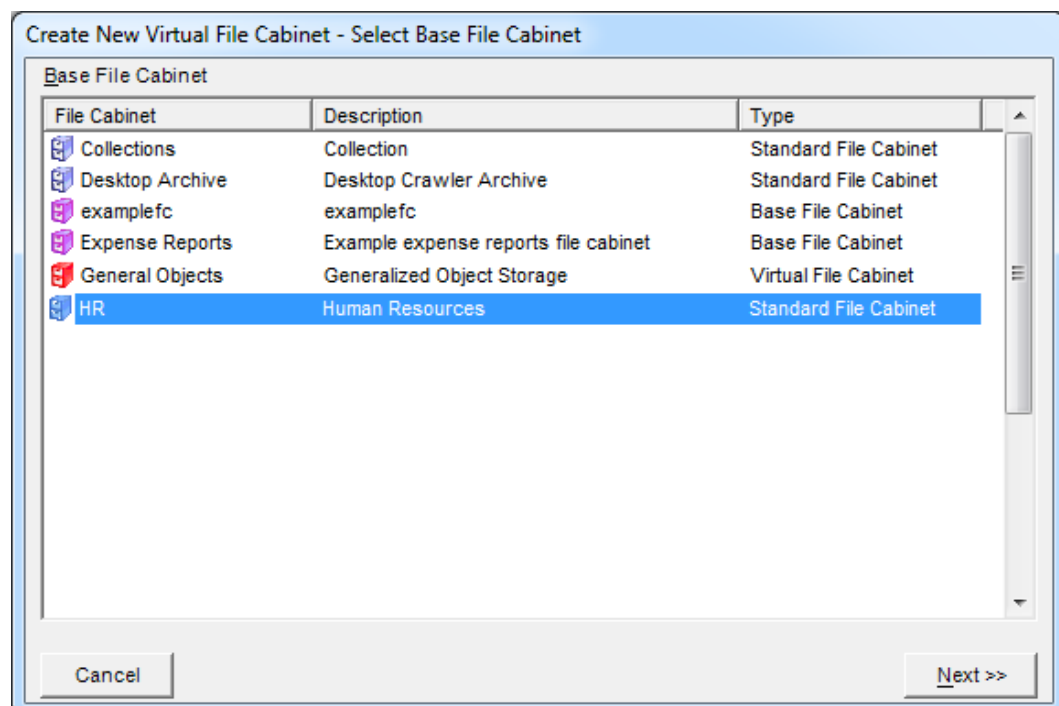 Create New Virtual File Cabinet - Select Base File Cabinet
Base File Cabinet
File Cabinet Description Type
Collections Collection Standard File Cabinet
Desktop Archive Desktop Crawler Archive Standard File Cabinet
examplefc examplefc Base File Cabinet
Expense Reports Example expense reports file cabinet Base File Cabinet
General Objects Generalized Object Storage Virtual File Cabinet
HR Human Resources Standard File Cabinet
Cancel Next >>